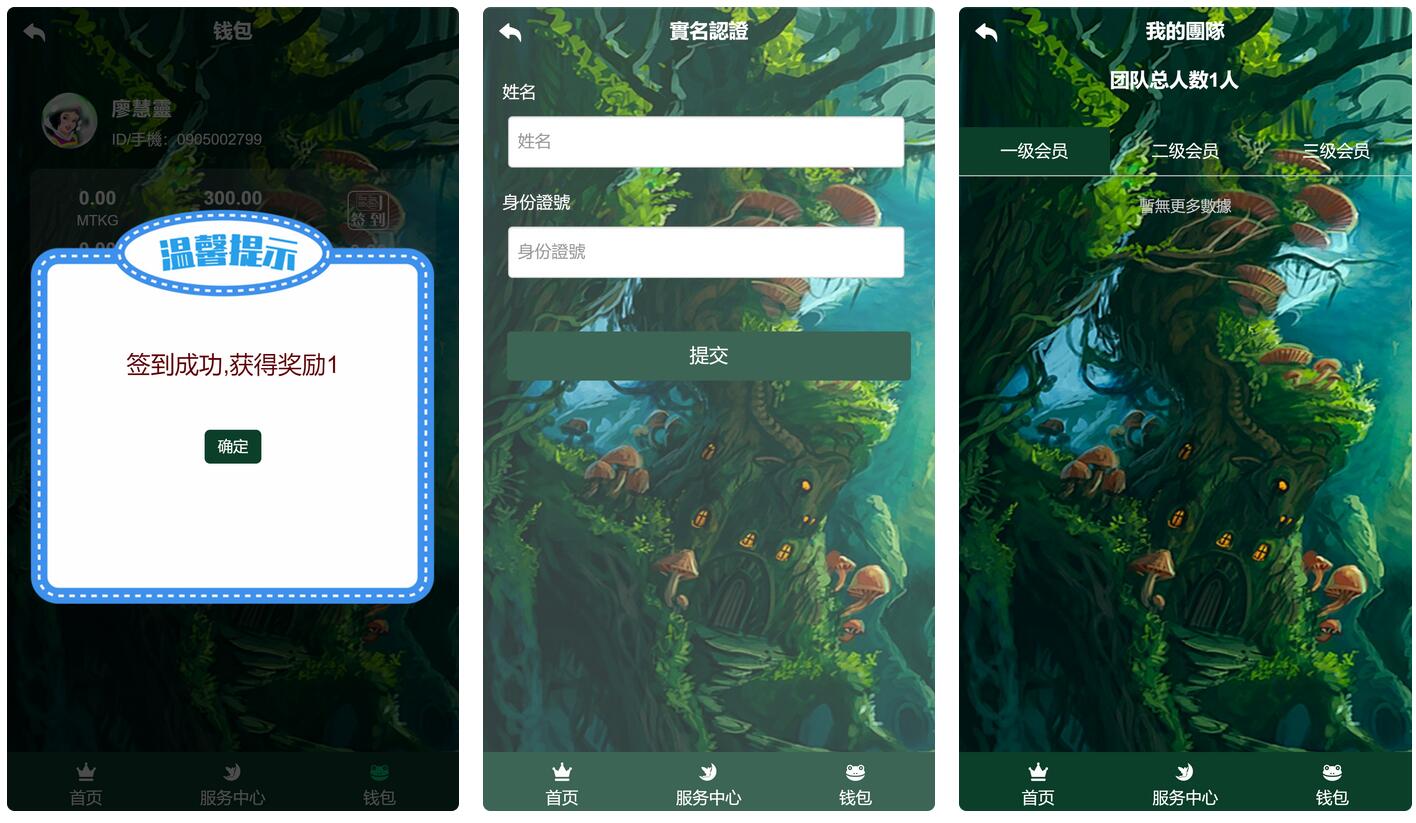 钱包
廖慧靈
ID/手機：0905002799
0.00
300.00
MTKG
签到
0.00
温馨提示
签到成功,获得奖励1
确定
首页
服务中心
钱包
實名認證
姓名
姓名
身份證號
身份證號
提交
首页
服务中心
钱包
我的團隊
团队总人数1人
一级会员
二级会员
三级会员
暫無更多數據
首页
服务中心
钱包